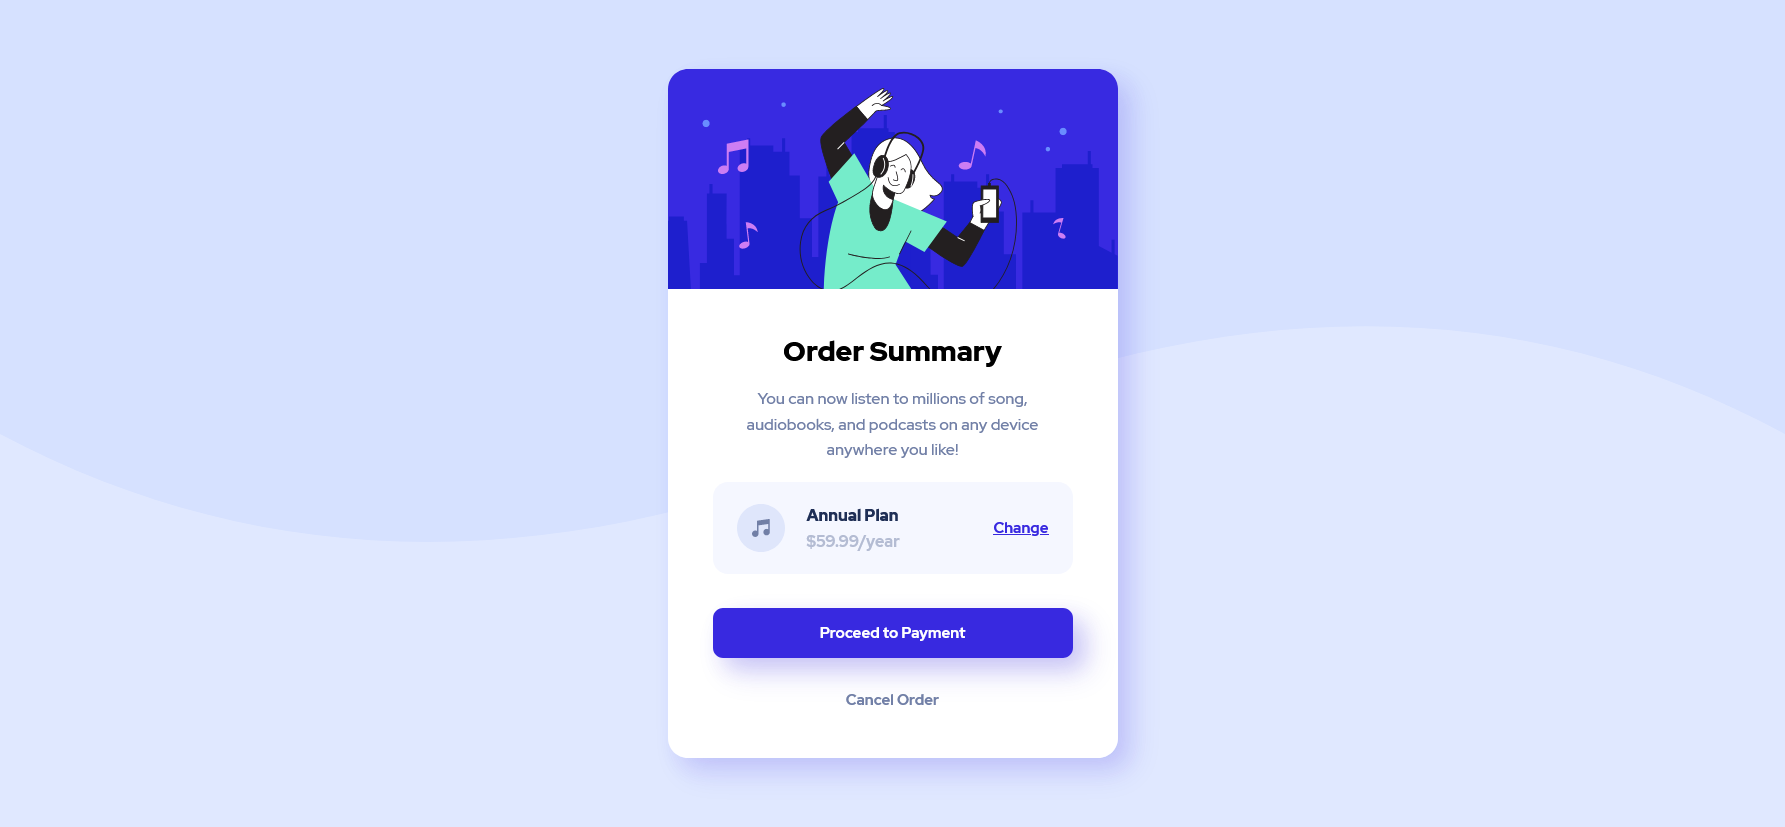 Order Summary
You can now listen to millions of song,
audiobooks, and podcasts on any device
anywhere you like!
Annual Plan
$59.99/year
Change
Proceed to Payment
Cancel Order